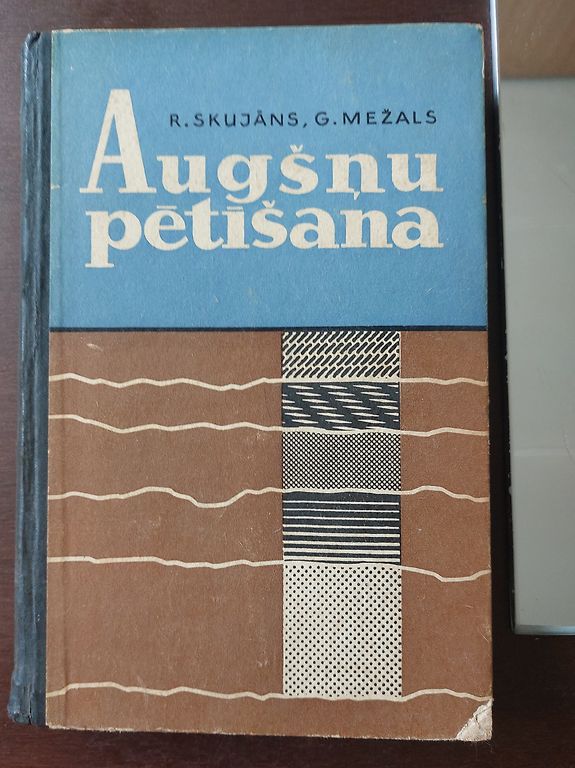 R. SKUJĀNS, G. MEŽALS
Augšņu
pētīšana